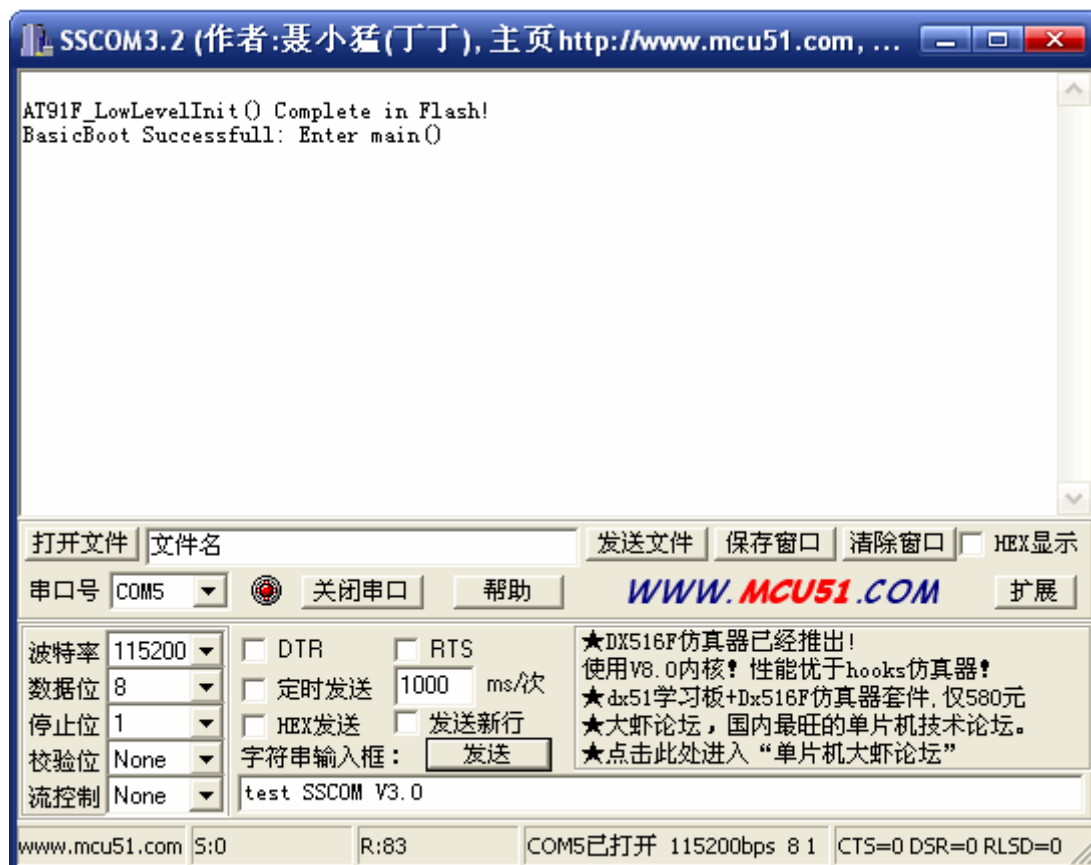 SSCOM3.2 (作者:聂小猛(丁丁), 主页http://www.mcu51.com, ...
AT91F_LowLevelInit() Complete in Flash!
BasicBoot Successfull: Enter main()
打开文件 文件名 发送文件 保存窗口 清除窗口 HEX显示
串口号 COM5 关闭串口 帮助 WWW.MCU51.COM 扩展
波特率 115200 DTR RTS
数据位 8 定时发送 1000 ms/次
停止位 1 HEX发送 发送新行
校验位 None 字符串输入框： 发送
流控制 None test SSCOM V3.0
★DX516F仿真器已经推出!
使用V8.0内核! 性能优于hooks仿真器!
★dx51学习板+Dx516F仿真器套件,仅580元
★大虾论坛，国内最旺的单片机技术论坛。
★点击此处进入“单片机大虾论坛”
www.mcu51.com S:0 R:83 COM5已打开 115200bps 8 1 CTS=0 DSR=0 RLSD=0